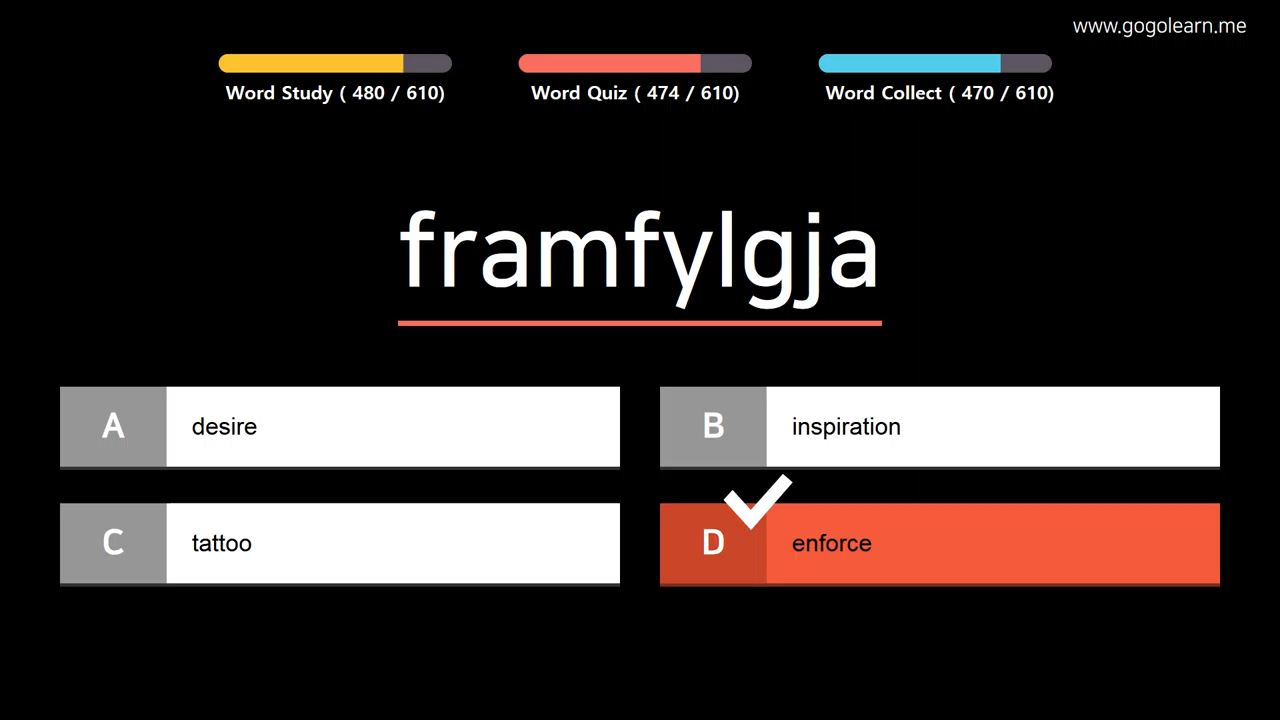 www.gogolearn.me
Word Study ( 480 / 610)
Word Quiz ( 474 / 610)
Word Collect ( 470 / 610)
framfylgja
A desire
B inspiration
C tattoo
D enforce